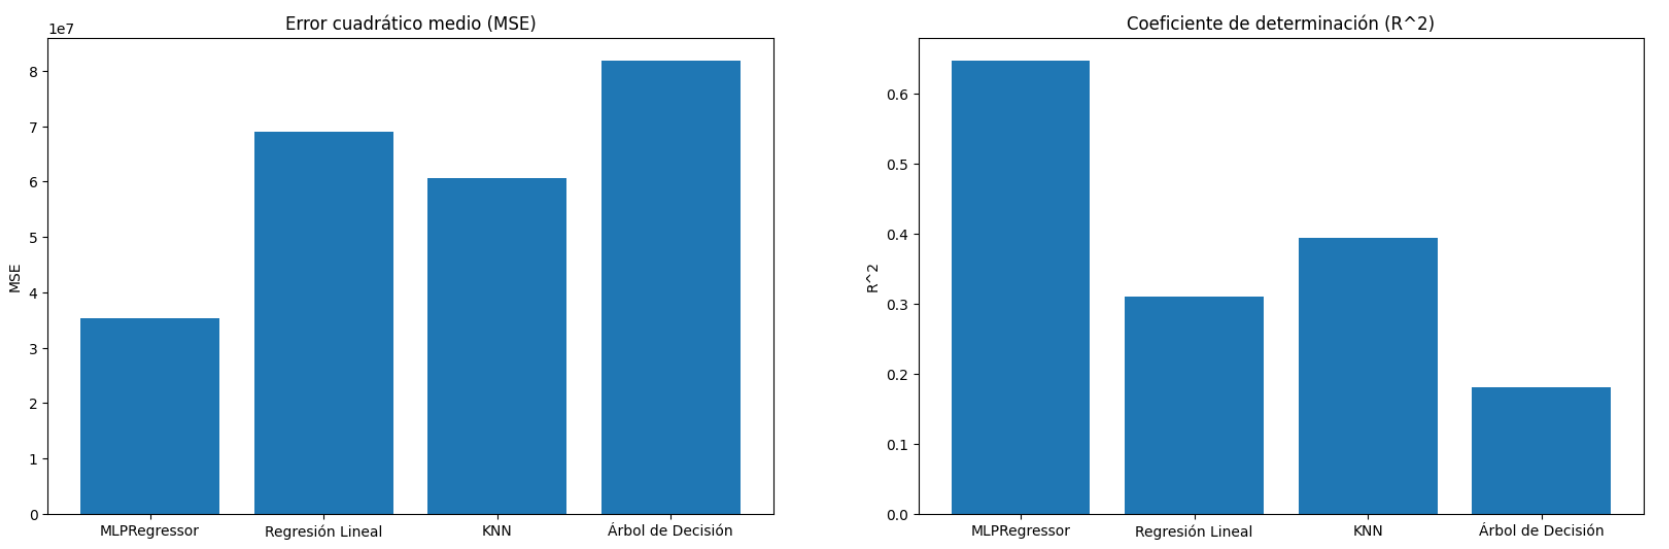 Error cuadrático medio (MSE)
1e7
8
7
6
5
4
3
2
1
0
MSE
MLPRegressor
Regresión Lineal
KNN
Árbol de Decisión
Coeficiente de determinación (R^2)
0.6
0.5
0.4
0.3
0.2
0.1
0.0
R^2
MLPRegressor
Regresión Lineal
KNN
Árbol de Decisión